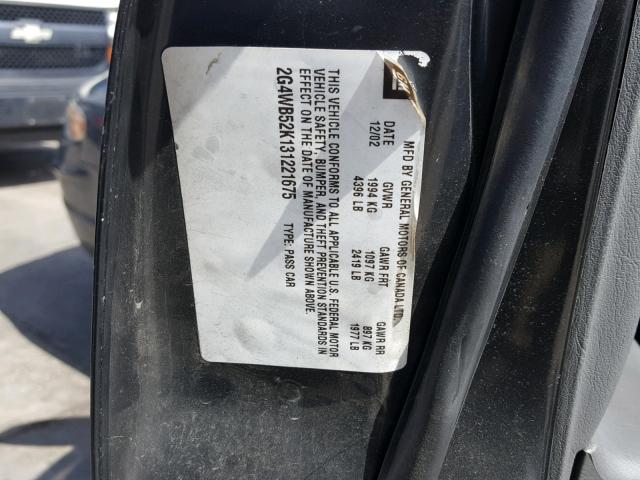 GM
MFD BY GENERAL MOTORS OF CANADA LTD.
DATE GVWR GAWR FRT GAWR RR
12/02 1994 KG 1097 KG 897 KG
4396 LB 2419 LB 1977 LB
THIS VEHICLE CONFORMS TO ALL APPLICABLE U.S. FEDERAL MOTOR
VEHICLE SAFETY, BUMPER, AND THEFT PREVENTION STANDARDS IN
EFFECT ON THE DATE OF MANUFACTURE SHOWN ABOVE.
2G4WB52K131221675 TYPE: PASS CAR